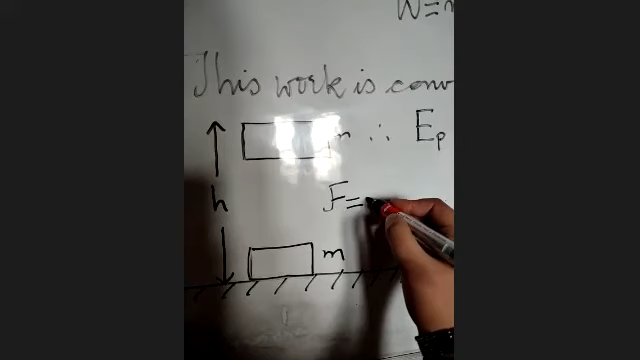 W=
This work is conv
m ∴ Ep
h
F=
m